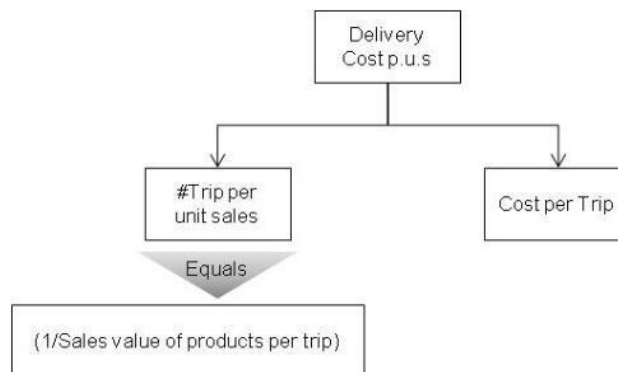 Delivery
Cost p.u.s
#Trip per
unit sales
Cost per Trip
Equals
(1/Sales value of products per trip)